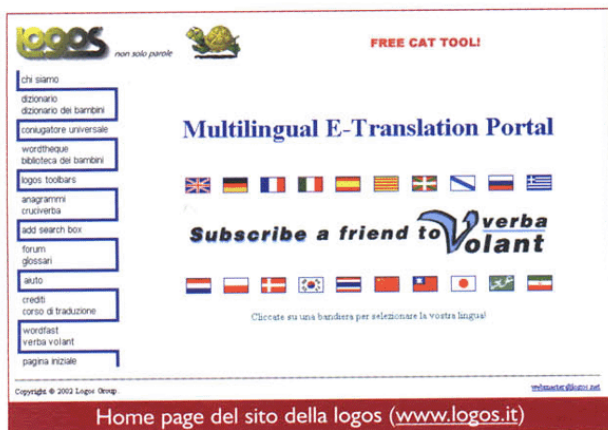 LOGOS
non solo parole
FREE CAT TOOL!
chi siamo
dizionario
dizionario dei bambini
coniugatore universale
wordtheque
biblioteca dei bambini
logos toolbars
anagrammi
cruciverba
add search box
forum
glossari
aiuto
crediti
corso di traduzione
wordfast
verba volant
pagina iniziale
Multilingual E-Translation Portal
Subscribe a friend to verba Volant
Cliccate su una bandiera per selezionare la vostra lingua!
Copyright © 2002 Logos Group.
webmaster@logos.net
Home page del sito della logos (www.logos.it)